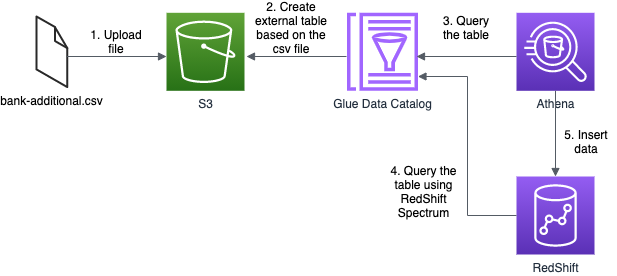 1. Upload
file
2. Create
external table
based on the
csv file
3. Query
the table
bank-additional.csv
S3
Glue Data Catalog
Athena
4. Query the
table using
RedShift
Spectrum
5. Insert
data
RedShift